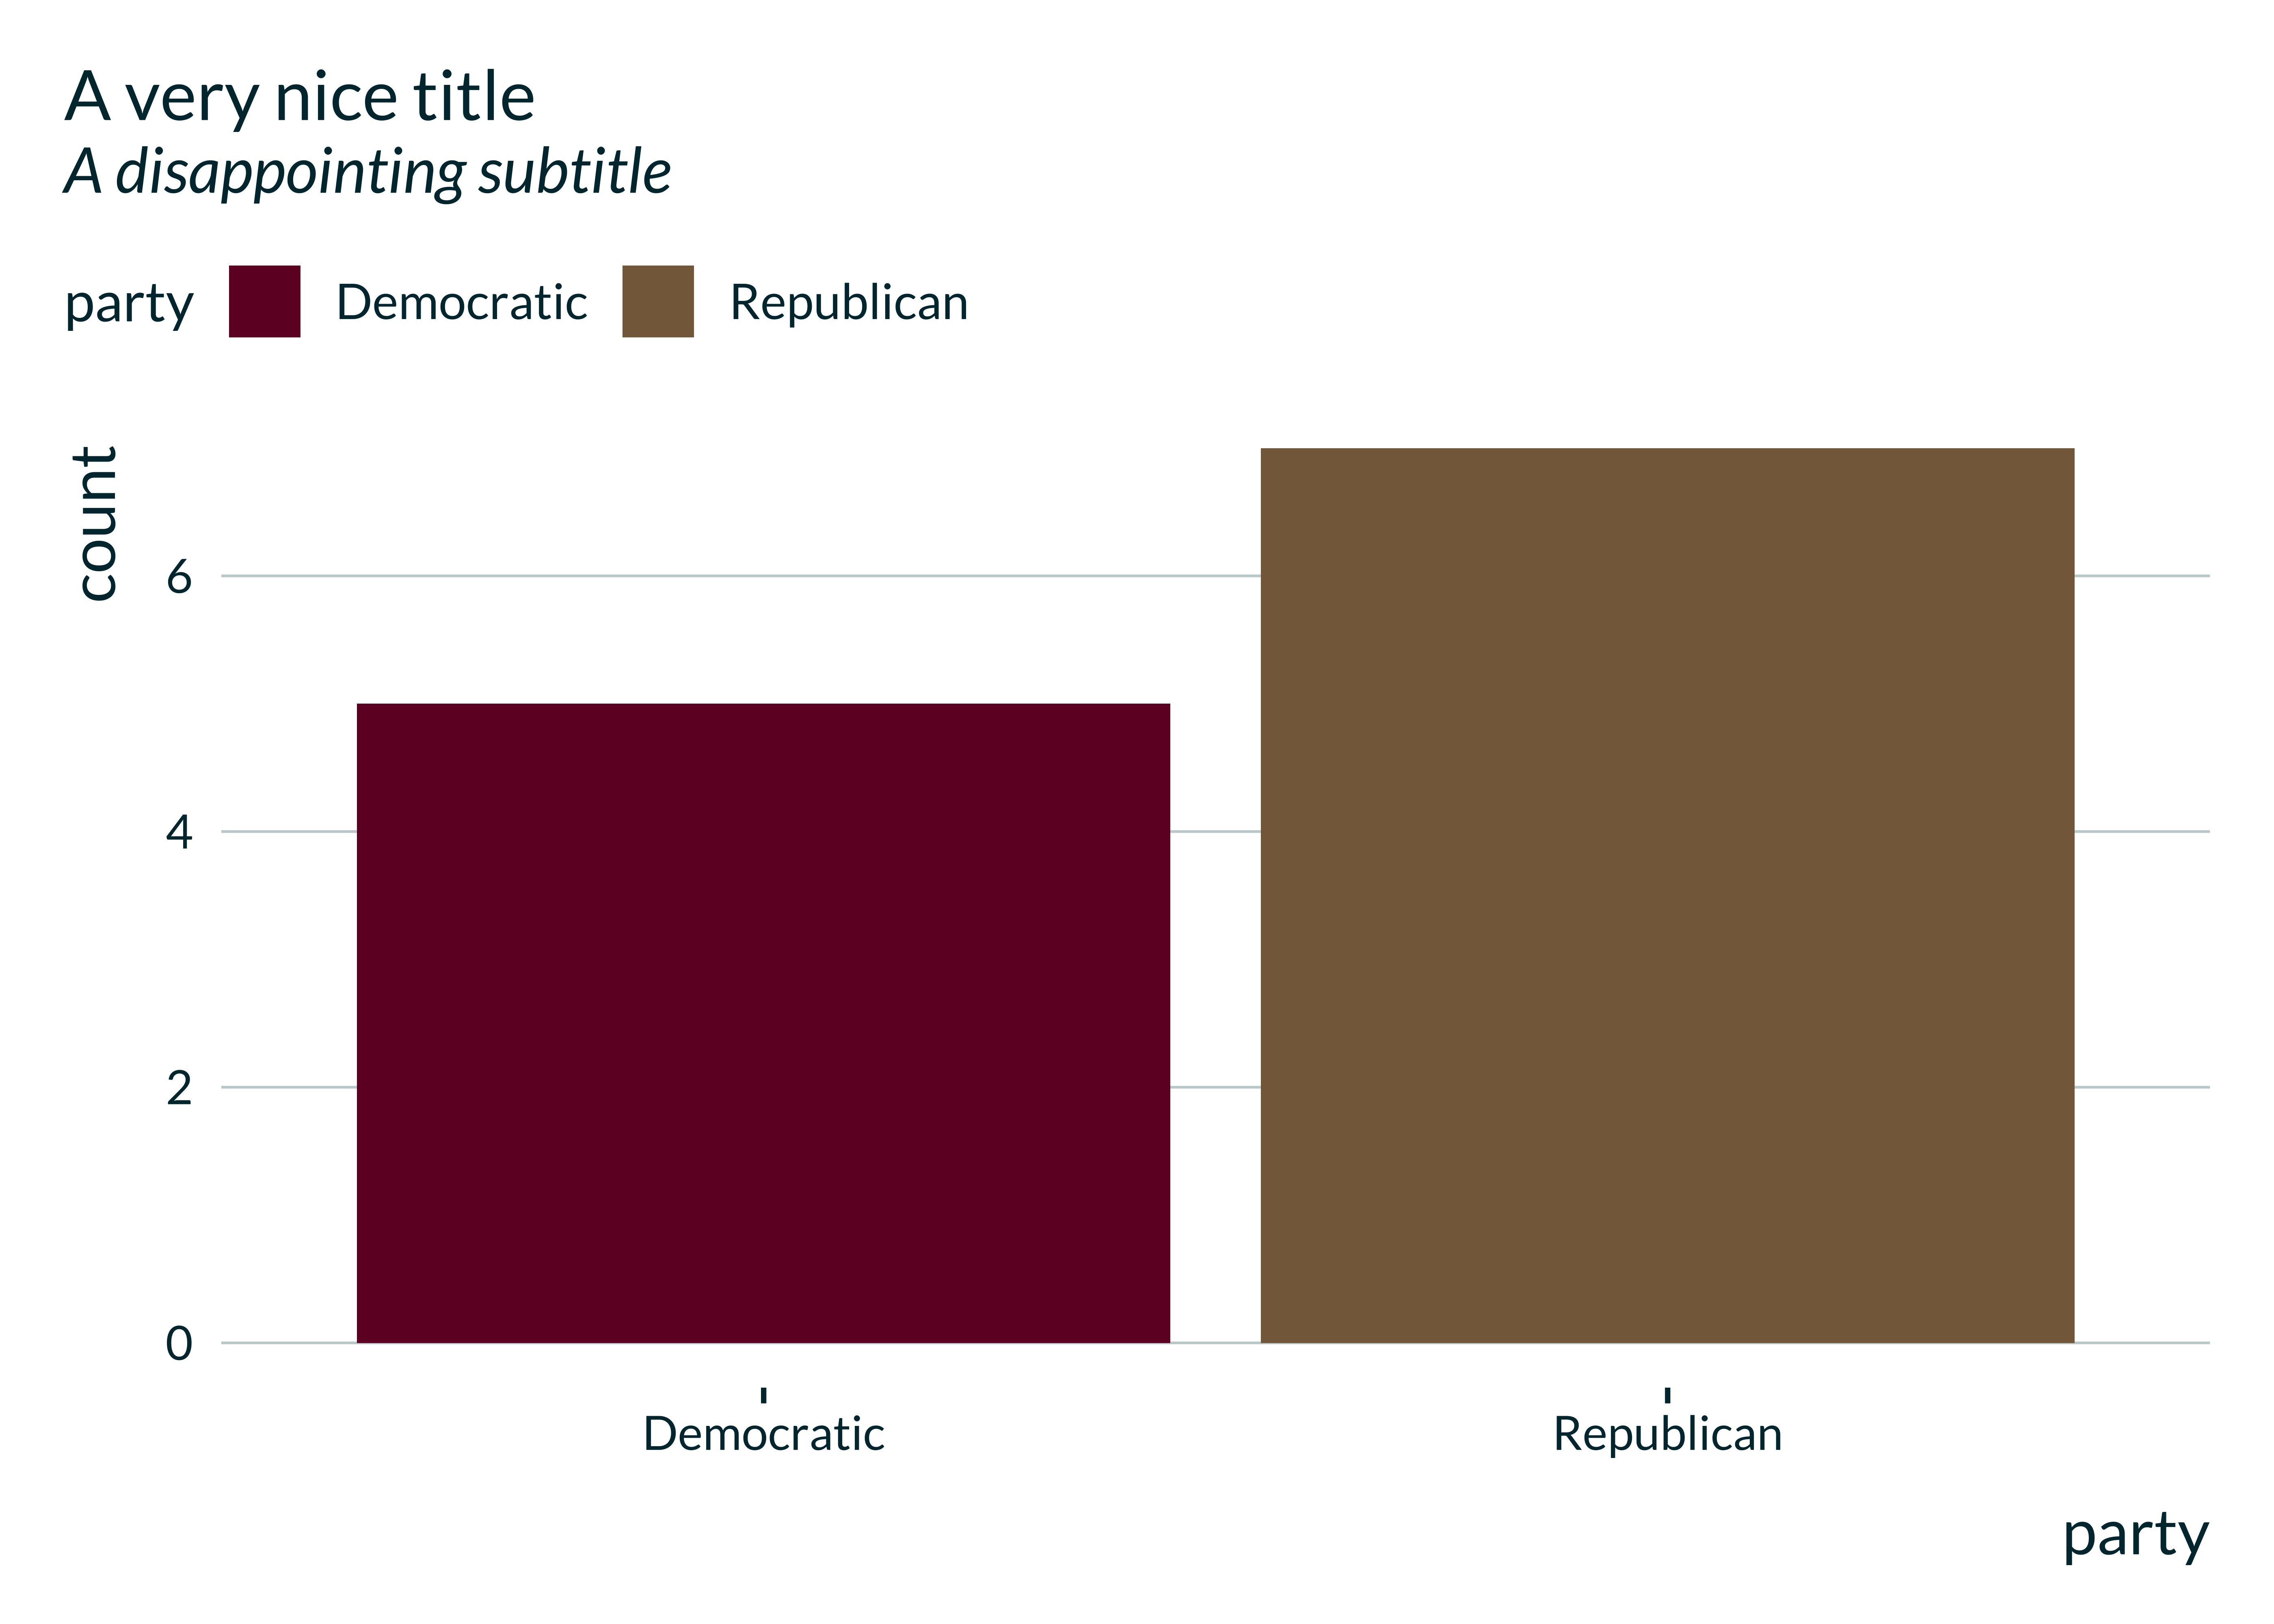 A very nice title
A disappointing subtitle
party Democratic Republican
count
6
4
2
0
Democratic Republican
party